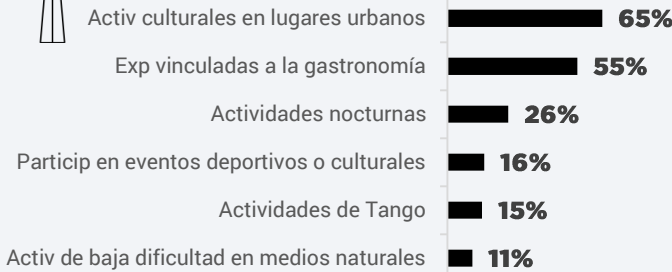 Activ culturales en lugares urbanos 65%
Exp vinculadas a la gastronomía 55%
Actividades nocturnas 26%
Particip en eventos deportivos o culturales 16%
Actividades de Tango 15%
Activ de baja dificultad en medios naturales 11%